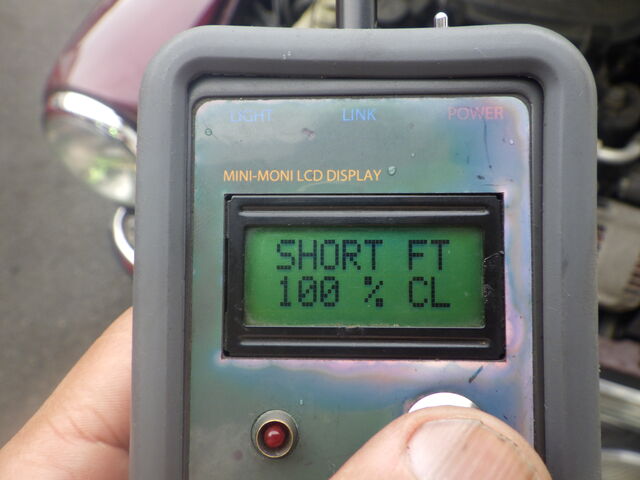 LIGHT LINK POWER
MINI-MONI LCD DISPLAY
SHORT FT
100 % CL